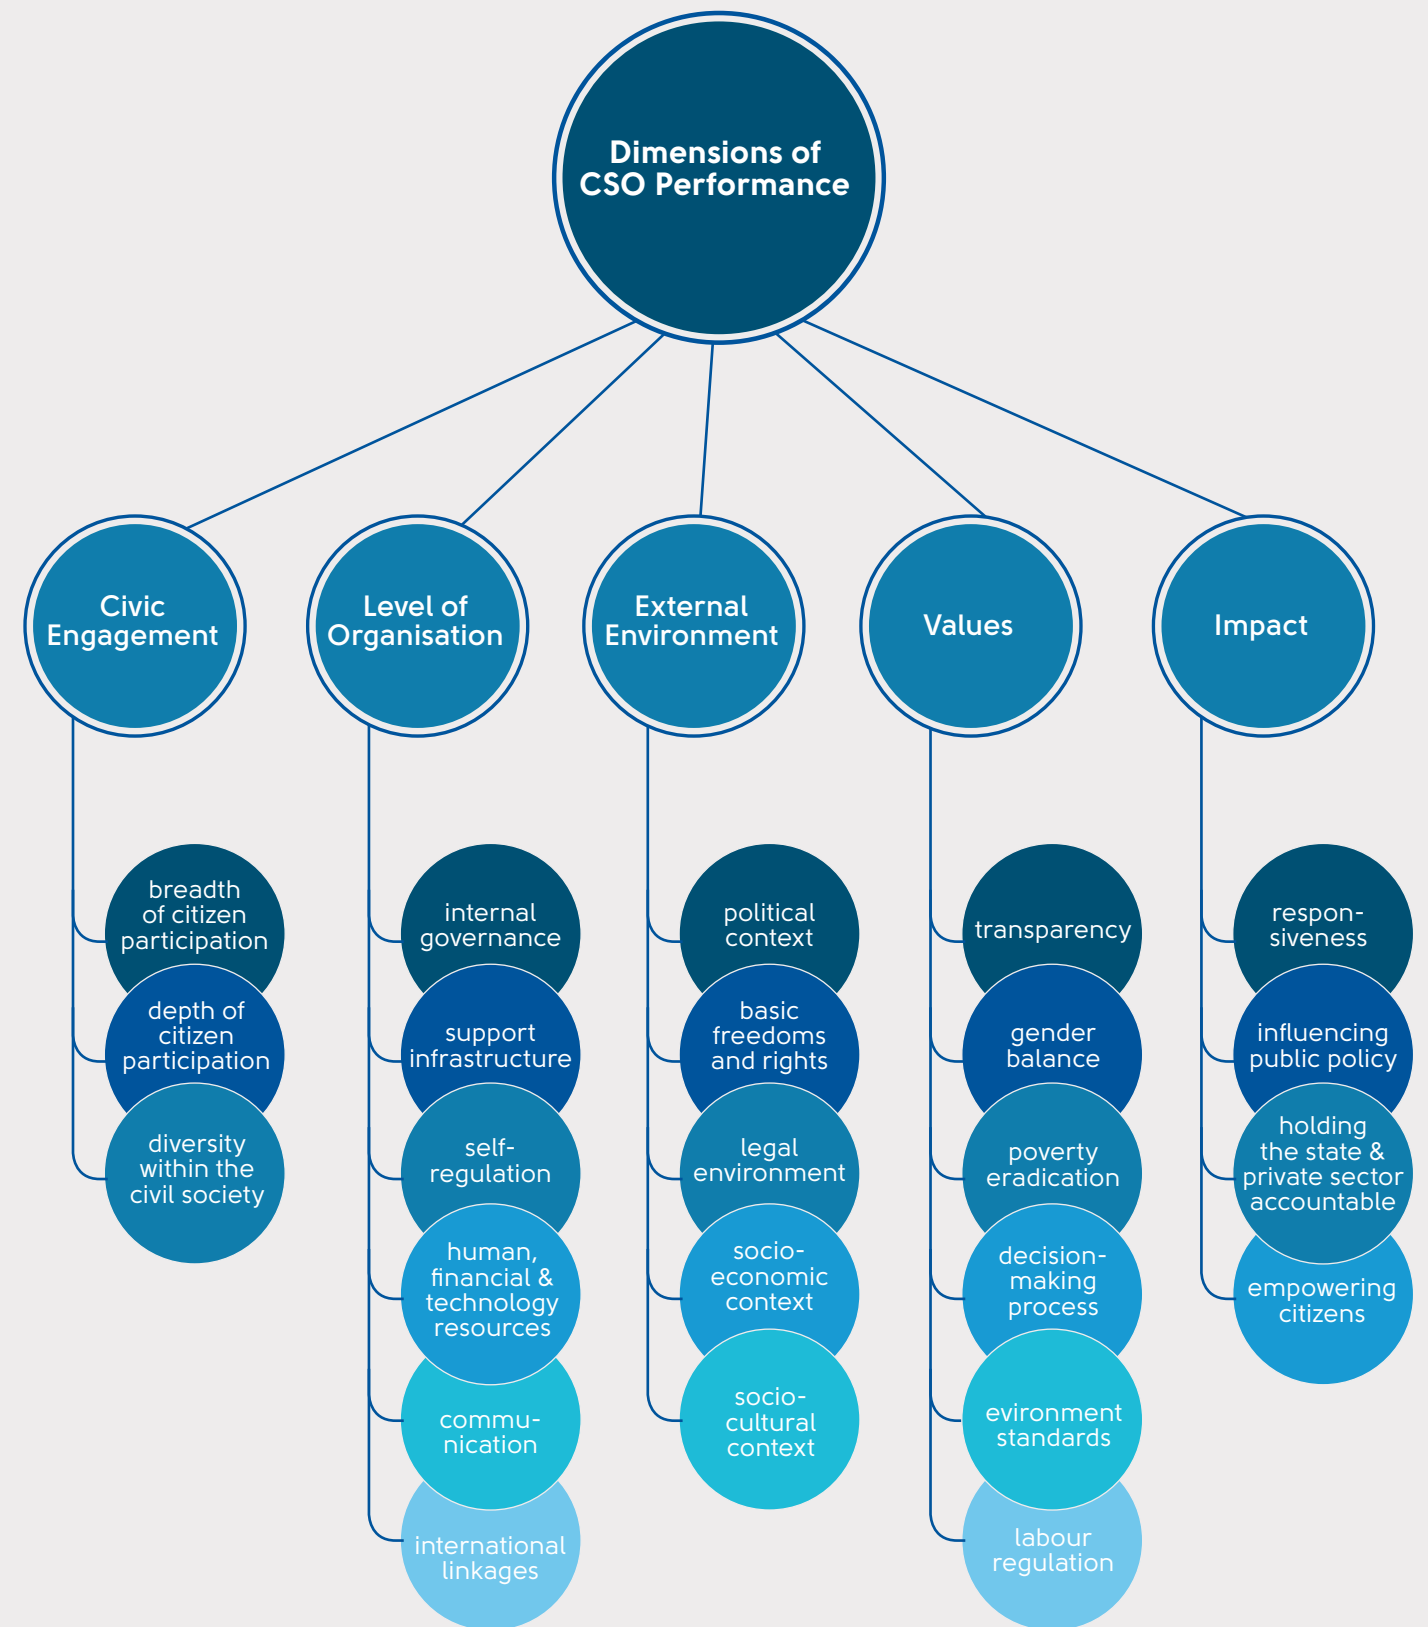 Dimensions of
CSO Performance
Civic
Engagement
Level of
Organisation
External
Environment
Values
Impact
breadth
of citizen
participation
depth of
citizen
participation
diversity
within the
civil society
internal
governance
support
infrastructure
self-
regulation
human,
financial &
technology
resources
commu-
nication
international
linkages
political
context
basic
freedoms
and rights
legal
environment
socio-
economic
context
socio-
cultural
context
transparency
gender
balance
poverty
eradication
decision-
making
process
evironment
standards
labour
regulation
respon-
siveness
influencing
public policy
holding
the state &
private sector
accountable
empowering
citizens